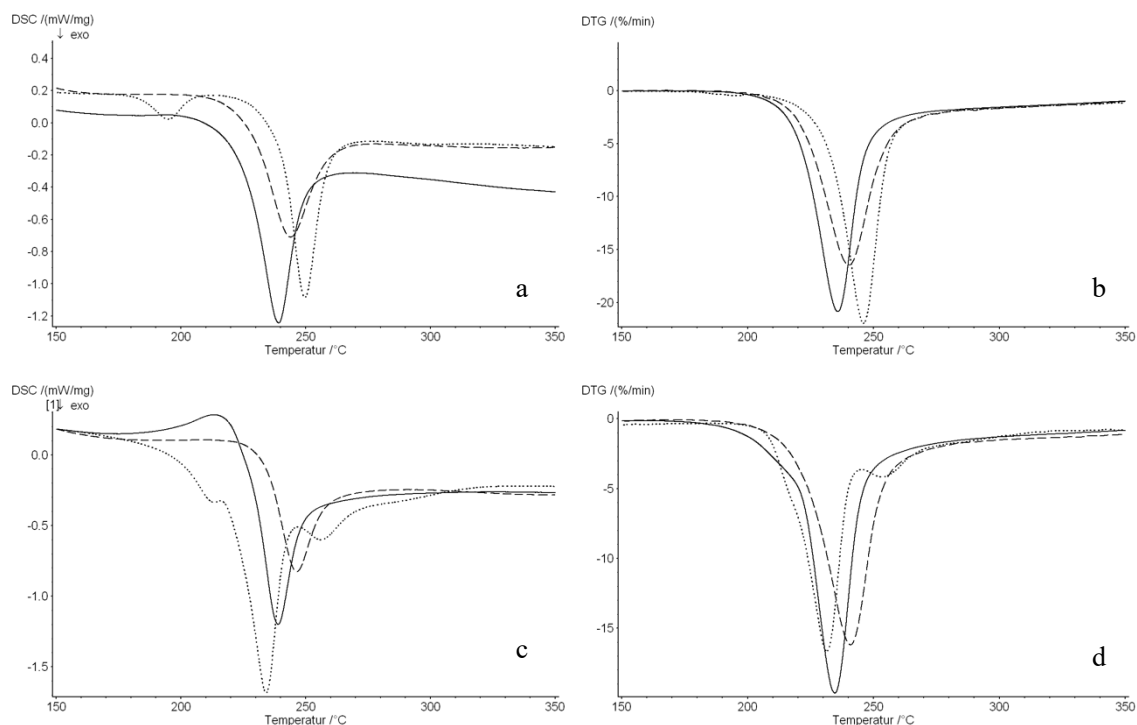 DSC /(mW/mg)
↓ exo
0.4
0.2
0.0
-0.2
-0.4
-0.6
-0.8
-1.0
-1.2
150 200 250 300 350
Temperatur /°C
a
DTG /(%/min)
0
-5
-10
-15
-20
150 200 250 300 350
Temperatur /°C
b
DSC /(mW/mg)
[1]↓ exo
0.0
-0.5
-1.0
-1.5
150 200 250 300 350
Temperatur /°C
c
DTG /(%/min)
0
-5
-10
-15
150 200 250 300 350
Temperatur /°C
d